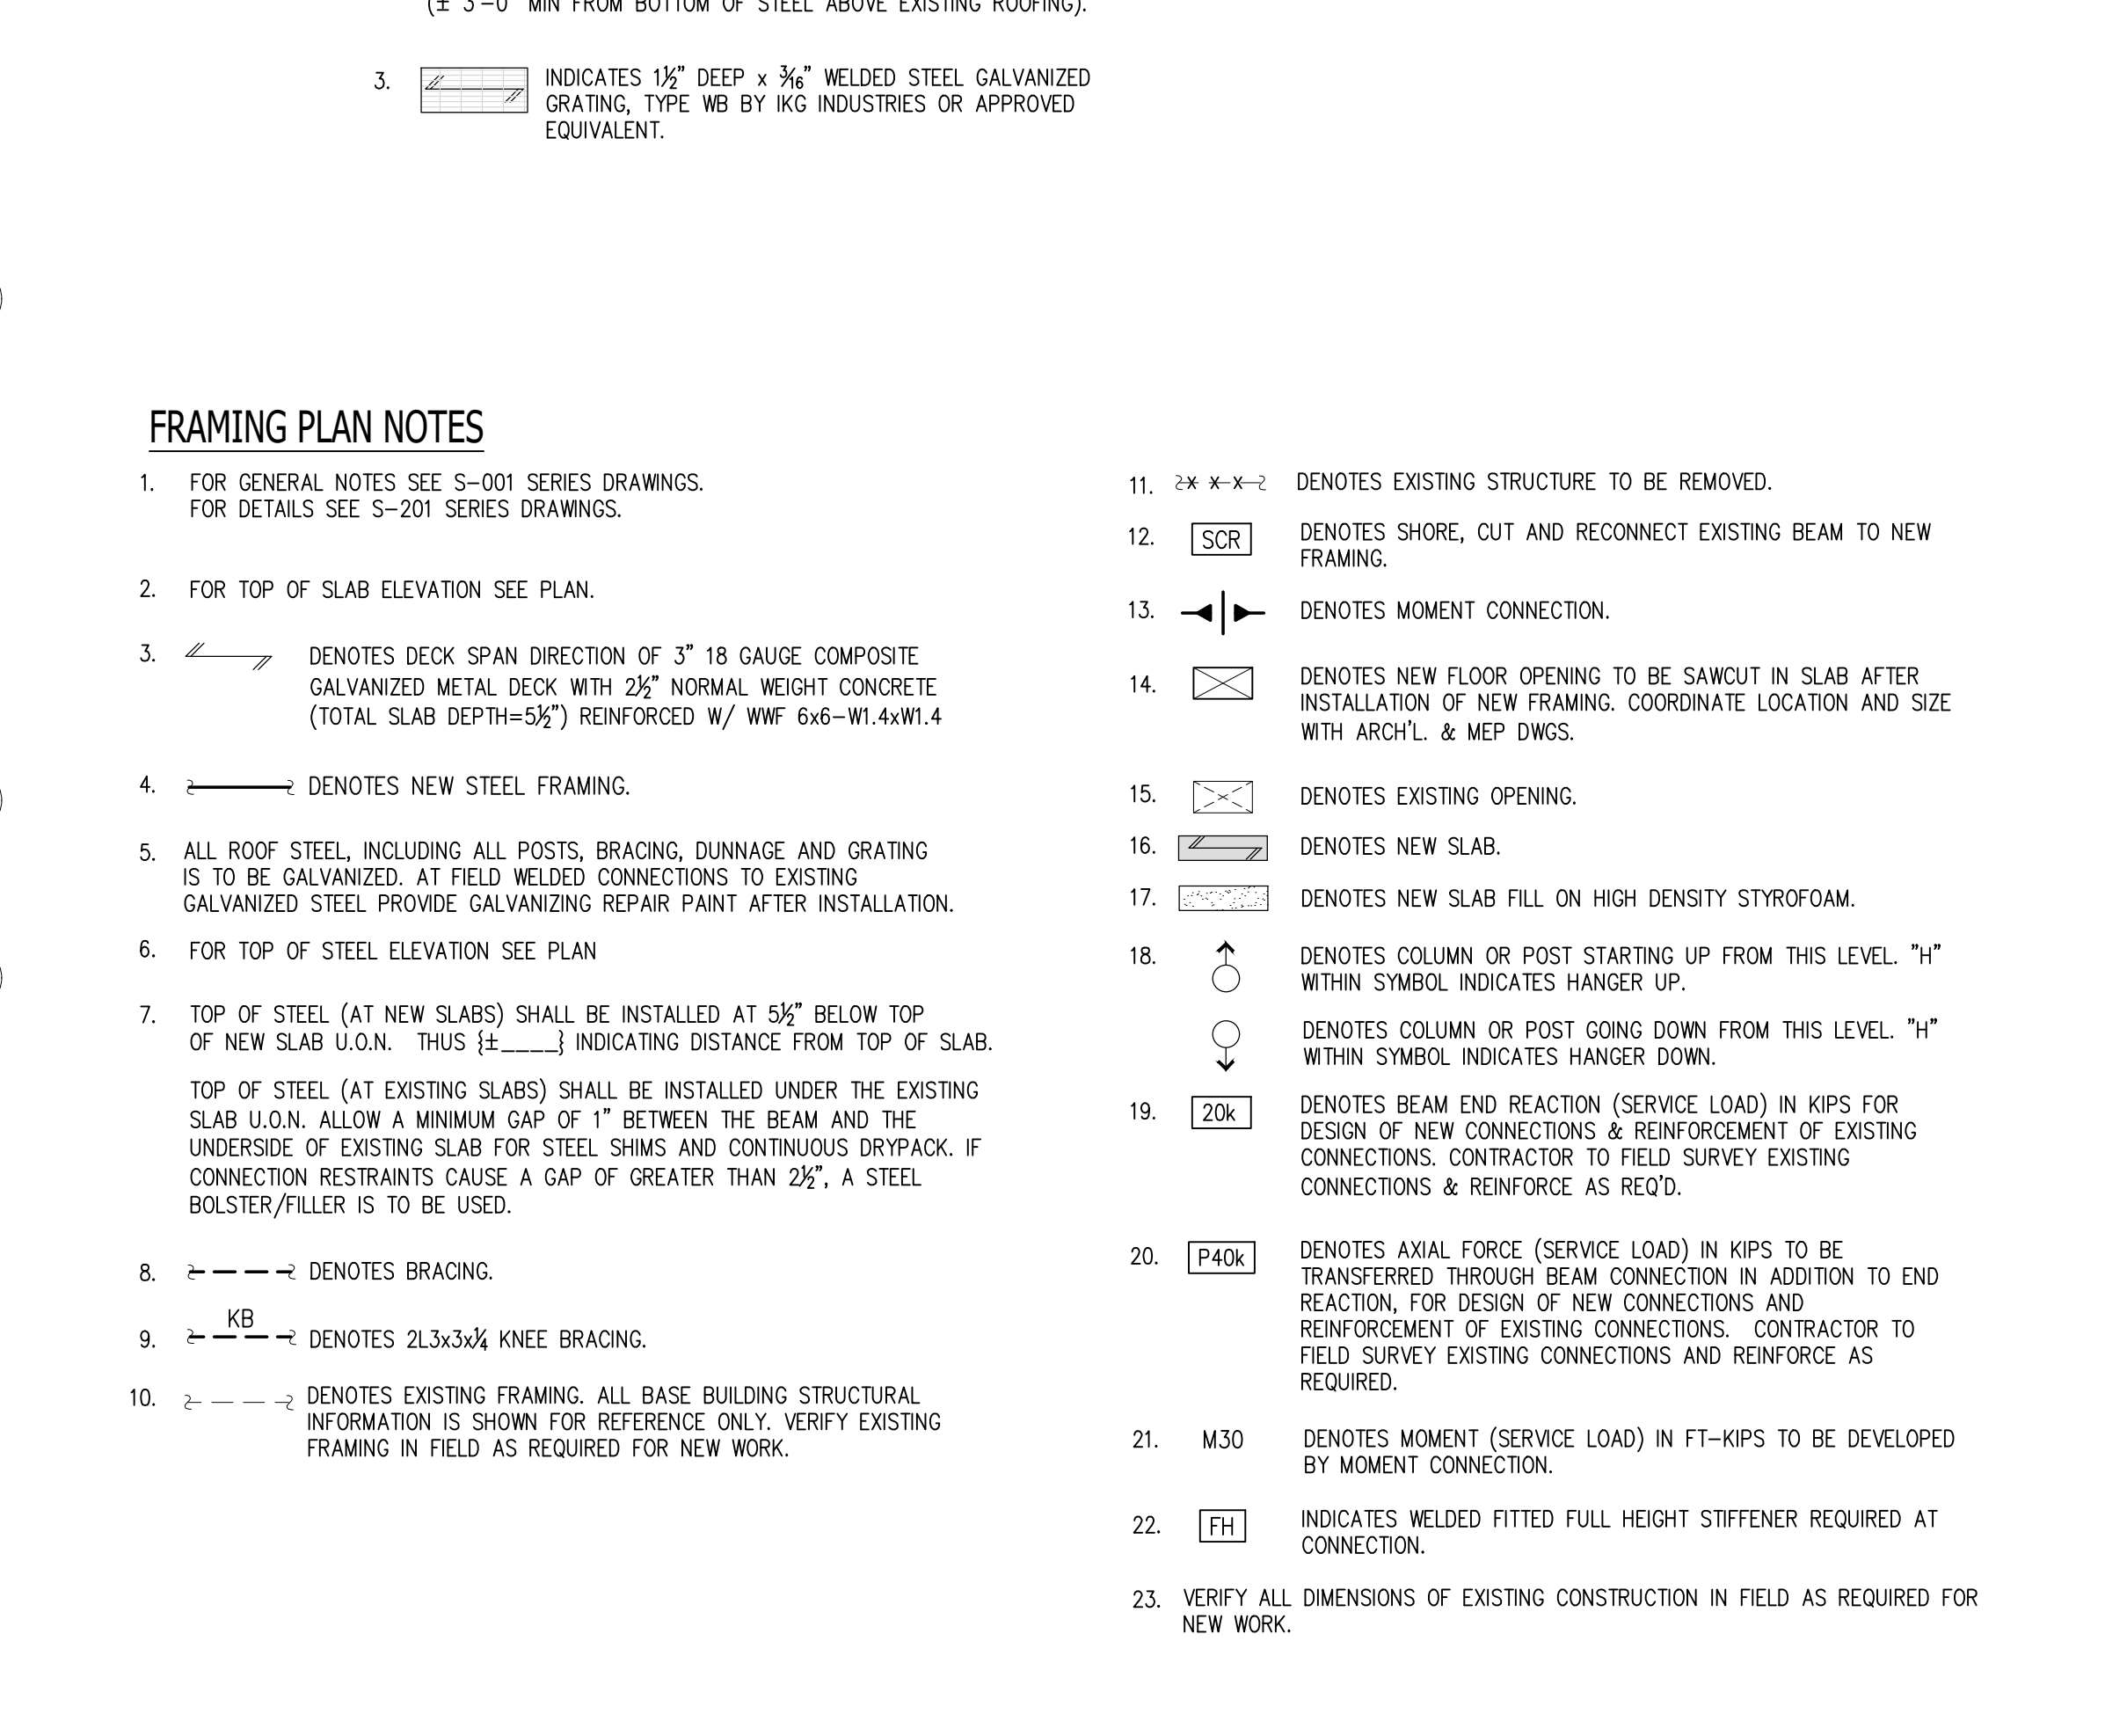 (± 3'-0" MIN FROM BOTTOM OF STEEL ABOVE EXISTING ROOFING).
3. INDICATES 1½" DEEP x 3⁄16" WELDED STEEL GALVANIZED
GRATING, TYPE WB BY IKG INDUSTRIES OR APPROVED
EQUIVALENT.
FRAMING PLAN NOTES
1. FOR GENERAL NOTES SEE S-001 SERIES DRAWINGS.
FOR DETAILS SEE S-201 SERIES DRAWINGS.
2. FOR TOP OF SLAB ELEVATION SEE PLAN.
3. DENOTES DECK SPAN DIRECTION OF 3" 18 GAUGE COMPOSITE
GALVANIZED METAL DECK WITH 2½" NORMAL WEIGHT CONCRETE
(TOTAL SLAB DEPTH=5½") REINFORCED W/ WWF 6x6-W1.4xW1.4
4. DENOTES NEW STEEL FRAMING.
5. ALL ROOF STEEL, INCLUDING ALL POSTS, BRACING, DUNNAGE AND GRATING
IS TO BE GALVANIZED. AT FIELD WELDED CONNECTIONS TO EXISTING
GALVANIZED STEEL PROVIDE GALVANIZING REPAIR PAINT AFTER INSTALLATION.
6. FOR TOP OF STEEL ELEVATION SEE PLAN
7. TOP OF STEEL (AT NEW SLABS) SHALL BE INSTALLED AT 5½" BELOW TOP
OF NEW SLAB U.O.N. THUS {±____} INDICATING DISTANCE FROM TOP OF SLAB.
TOP OF STEEL (AT EXISTING SLABS) SHALL BE INSTALLED UNDER THE EXISTING
SLAB U.O.N. ALLOW A MINIMUM GAP OF 1" BETWEEN THE BEAM AND THE
UNDERSIDE OF EXISTING SLAB FOR STEEL SHIMS AND CONTINUOUS DRYPACK. IF
CONNECTION RESTRAINTS CAUSE A GAP OF GREATER THAN 2½", A STEEL
BOLSTER/FILLER IS TO BE USED.
8. DENOTES BRACING.
KB
9. DENOTES 2L3x3x¼ KNEE BRACING.
10. DENOTES EXISTING FRAMING. ALL BASE BUILDING STRUCTURAL
INFORMATION IS SHOWN FOR REFERENCE ONLY. VERIFY EXISTING
FRAMING IN FIELD AS REQUIRED FOR NEW WORK.
11. DENOTES EXISTING STRUCTURE TO BE REMOVED.
12. SCR DENOTES SHORE, CUT AND RECONNECT EXISTING BEAM TO NEW
FRAMING.
13. DENOTES MOMENT CONNECTION.
14. DENOTES NEW FLOOR OPENING TO BE SAWCUT IN SLAB AFTER
INSTALLATION OF NEW FRAMING. COORDINATE LOCATION AND SIZE
WITH ARCH'L. & MEP DWGS.
15. DENOTES EXISTING OPENING.
16. DENOTES NEW SLAB.
17. DENOTES NEW SLAB FILL ON HIGH DENSITY STYROFOAM.
18. DENOTES COLUMN OR POST STARTING UP FROM THIS LEVEL. "H"
WITHIN SYMBOL INDICATES HANGER UP.
DENOTES COLUMN OR POST GOING DOWN FROM THIS LEVEL. "H"
WITHIN SYMBOL INDICATES HANGER DOWN.
19. 20k DENOTES BEAM END REACTION (SERVICE LOAD) IN KIPS FOR
DESIGN OF NEW CONNECTIONS & REINFORCEMENT OF EXISTING
CONNECTIONS. CONTRACTOR TO FIELD SURVEY EXISTING
CONNECTIONS & REINFORCE AS REQ'D.
20. P40k DENOTES AXIAL FORCE (SERVICE LOAD) IN KIPS TO BE
TRANSFERRED THROUGH BEAM CONNECTION IN ADDITION TO END
REACTION, FOR DESIGN OF NEW CONNECTIONS AND
REINFORCEMENT OF EXISTING CONNECTIONS. CONTRACTOR TO
FIELD SURVEY EXISTING CONNECTIONS AND REINFORCE AS
REQUIRED.
21. M30 DENOTES MOMENT (SERVICE LOAD) IN FT-KIPS TO BE DEVELOPED
BY MOMENT CONNECTION.
22. FH INDICATES WELDED FITTED FULL HEIGHT STIFFENER REQUIRED AT
CONNECTION.
23. VERIFY ALL DIMENSIONS OF EXISTING CONSTRUCTION IN FIELD AS REQUIRED FOR
NEW WORK.